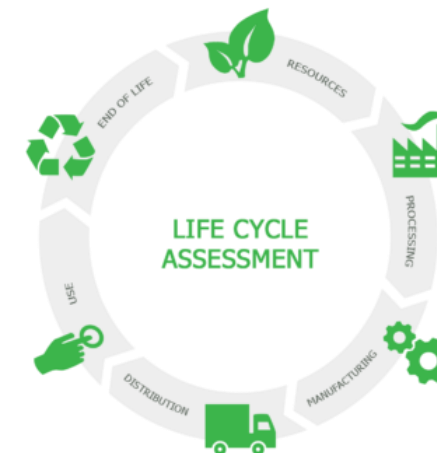 LIFE CYCLE
ASSESSMENT
RESOURCES
PROCESSING
MANUFACTURING
DISTRIBUTION
USE
END OF LIFE